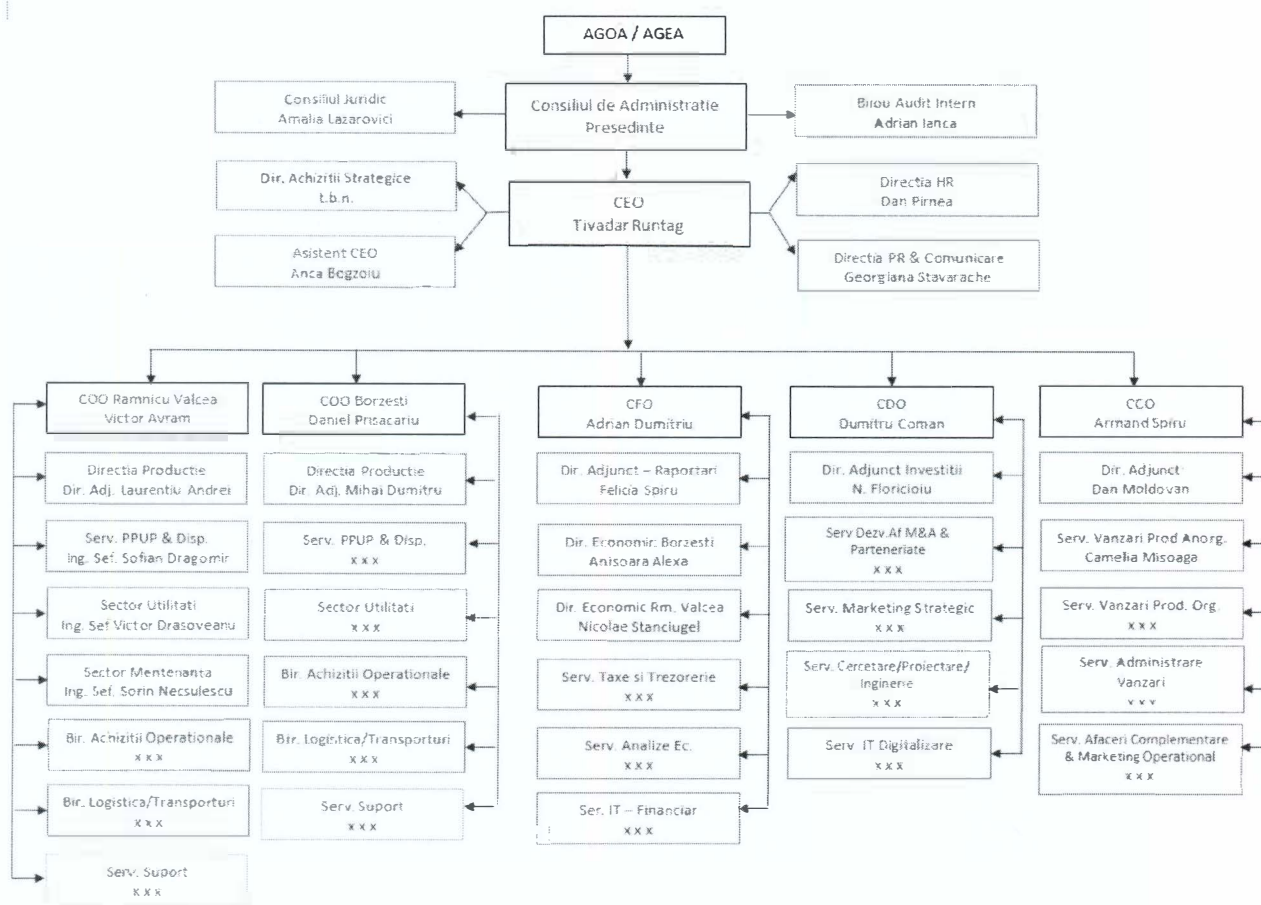 AGOA / AGEA
Consiliul Juridic
Amalia Lazarovici
Consiliul de Administratie
Presedinte
Birou Audit Intern
Adrian Ianca
Dir. Achizitii Strategice
t.b.n.
CEO
Tivadar Runtag
Directia HR
Dan Pirnea
Asistent CEO
Anca Bogzoiu
Directia PR & Comunicare
Georgiana Stavarache
COO Ramnicu Valcea
Victor Avram
Directia Productie
Dir. Adj. Laurentiu Andrei
Serv. PPUP & Disp.
Ing. Sef. Sofian Dragomir
Sector Utilitati
Ing. Sef Victor Drasoveanu
Sector Mentenanta
Ing. Sef. Sorin Necsulescu
Bir. Achizitii Operationale
x x x
Bir. Logistica/Transporturi
x x x
Serv. Suport
x x x
COO Borzesti
Daniel Prisacariu
Directia Productie
Dir. Adj. Mihai Dumitru
Serv. PPUP & Disp.
x x x
Sector Utilitati
x x x
Bir. Achizitii Operationale
x x x
Bir. Logistica/Transporturi
x x x
Serv. Suport
x x x
CFO
Adrian Dumitriu
Dir. Adjunct – Raportari
Felicia Spiru
Dir. Economic Borzesti
Anisoara Alexa
Dir. Economic Rm. Valcea
Nicolae Stanciugel
Serv. Taxe si Trezorerie
x x x
Serv. Analize Ec.
x x x
Ser. IT – Financiar
x x x
CDO
Dumitru Coman
Dir. Adjunct Investitii
N. Floricioiu
Serv Dezv.Af M&A &
Parteneriate
x x x
Serv. Marketing Strategic
x x x
Serv. Cercetare/Proiectare/
Inginerie
x x x
Serv. IT Digitalizare
x x x
CCO
Armand Spiru
Dir. Adjunct
Dan Moldovan
Serv. Vanzari Prod Anorg.
Camelia Misoaga
Serv. Vanzari Prod. Org.
x x x
Serv. Administrare
Vanzari
x x x
Serv. Afaceri Complementare
& Marketing Operational
x x x